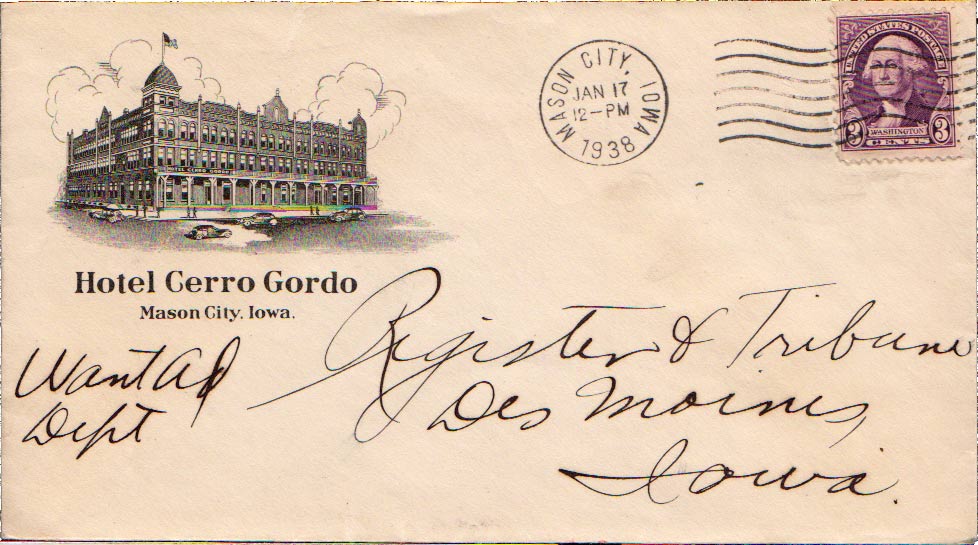 Hotel Cerro Gordo
Mason City, Iowa.
MASON CITY, IOWA
JAN 17
12-PM
1938
UNITED STATES POSTAGE
3 WASHINGTON 3
CENTS
Want Ad
Dept
Register & Tribune
Des Moines,
Iowa.